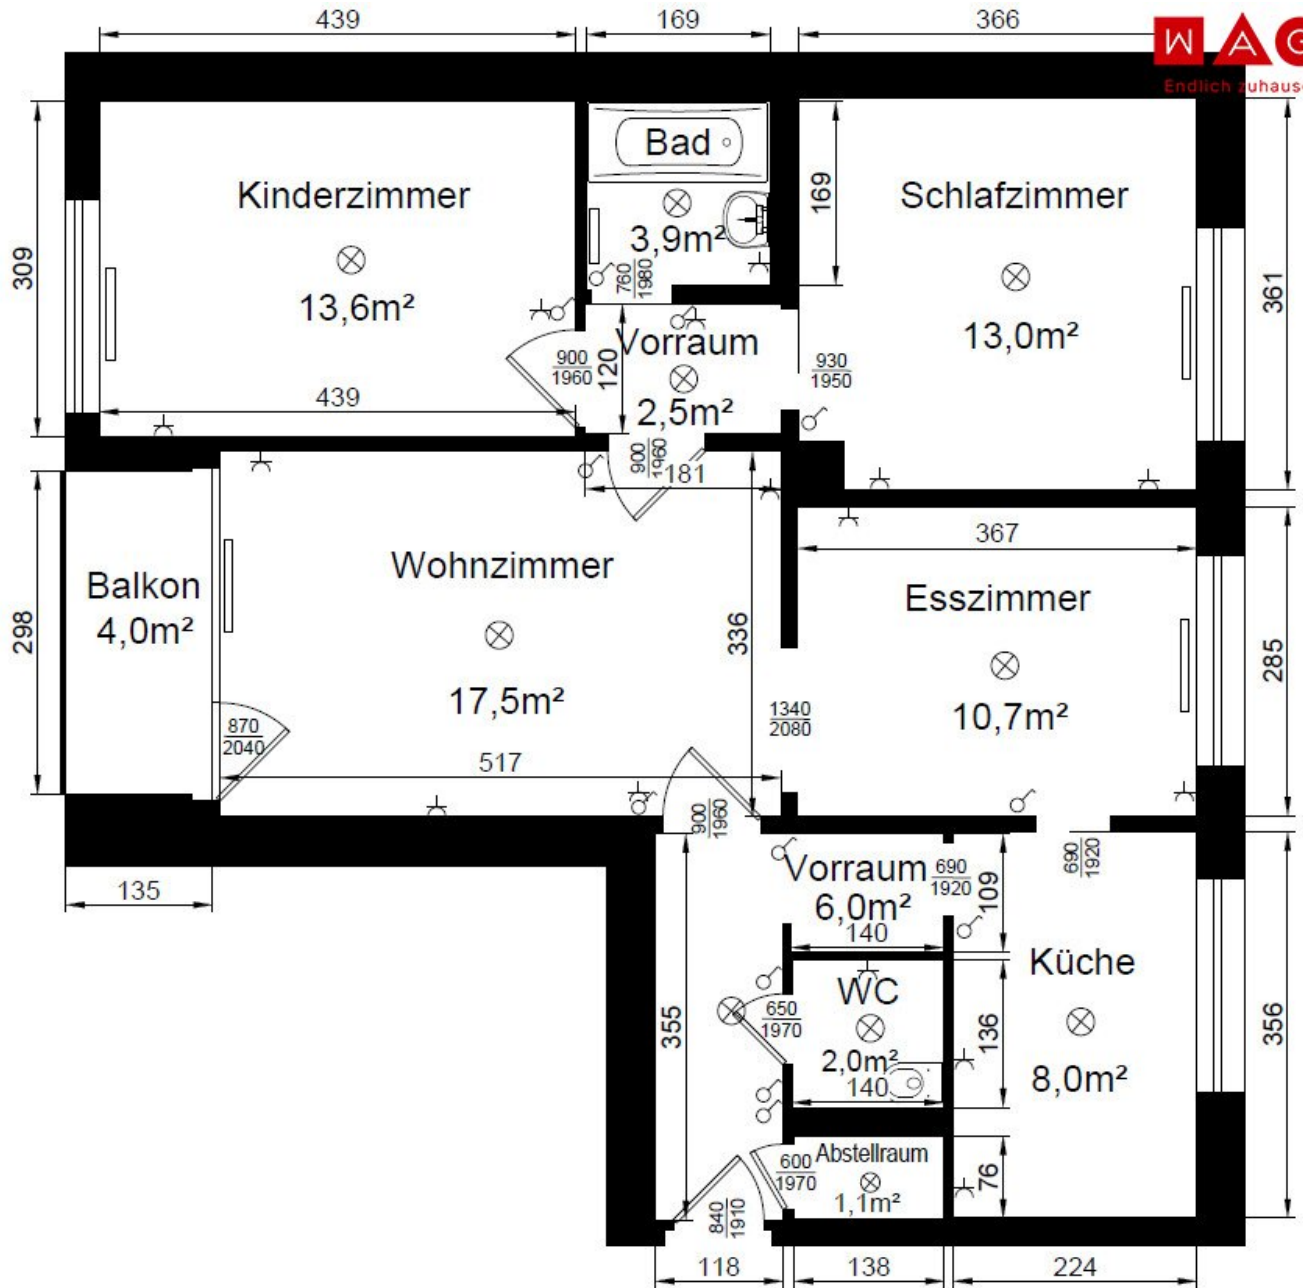 439
169
366
WAG
Endlich zuhause
Bad
Kinderzimmer
Schlafzimmer
169
3,9m²
309
361
13,6m²
760
1980
Vorraum
13,0m²
120
900
1960
930
1950
439
2,5m²
900
1960
181
367
Wohnzimmer
Balkon
4,0m²
Esszimmer
298
336
285
17,5m²
10,7m²
1340
2080
870
2040
517
900
1960
690
1920
Vorraum
690
1920
109
135
6,0m²
140
Küche
WC
650
1970
355
136
356
2,0m²
8,0m²
140
Abstellraum
600
1970
76
1,1m²
840
1910
118
138
224